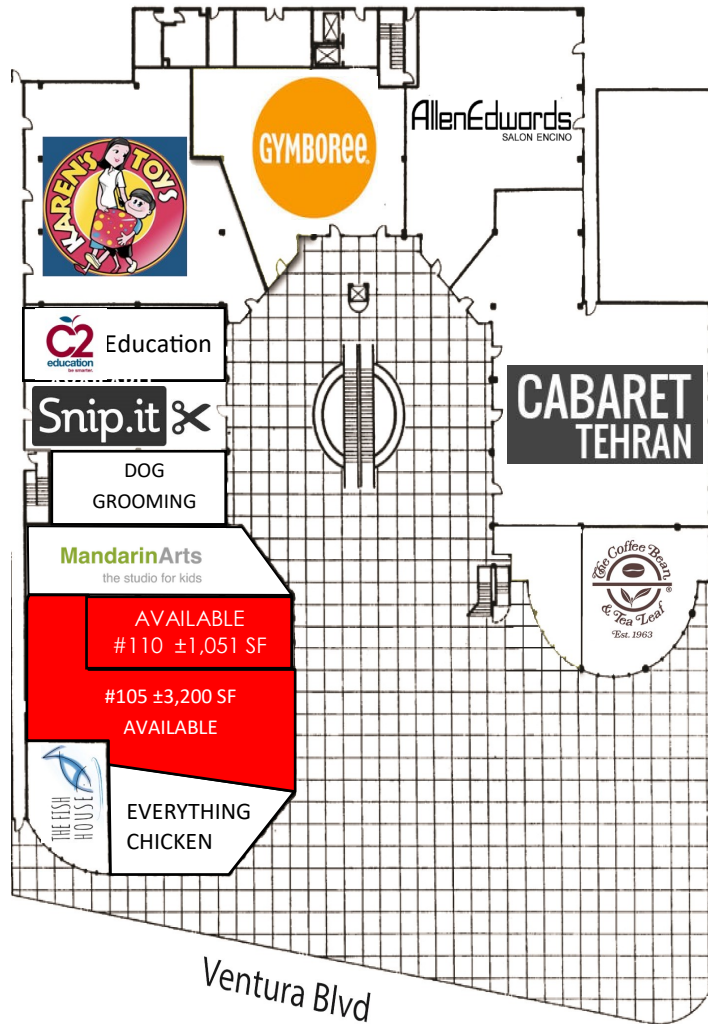 GYMBOREE
AllenEdwards
SALON ENCINO
KAREN'S TOYS
C2
education
be smarter.
Education
Snip.it
CABARET
TEHRAN
DOG
GROOMING
MandarinArts
the studio for kids
The Coffee Bean
& Tea Leaf
®
Est. 1963
AVAILABLE
#110 ±1,051 SF
#105 ±3,200 SF
AVAILABLE
THE FISH
HOUSE
EVERYTHING
CHICKEN
Ventura Blvd